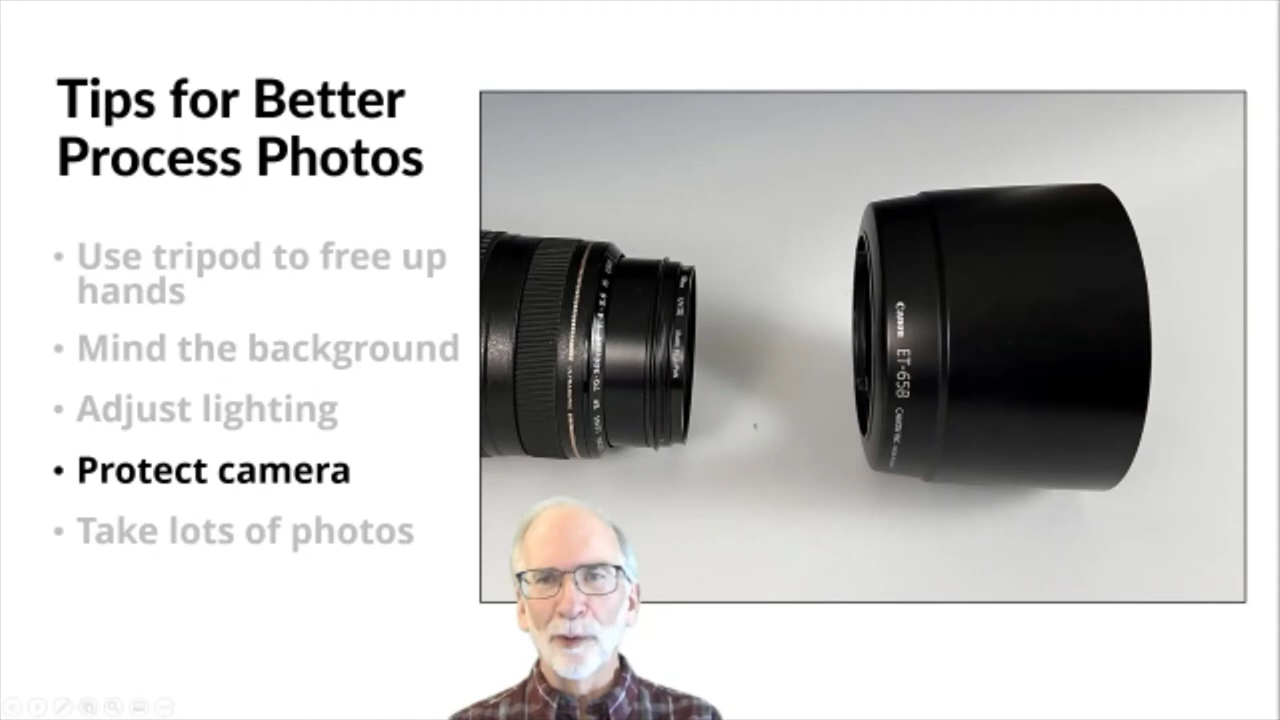 Tips for Better
Process Photos
• Use tripod to free up
hands
• Mind the background
• Adjust lighting
• Protect camera
• Take lots of photos
Canon ET-65B